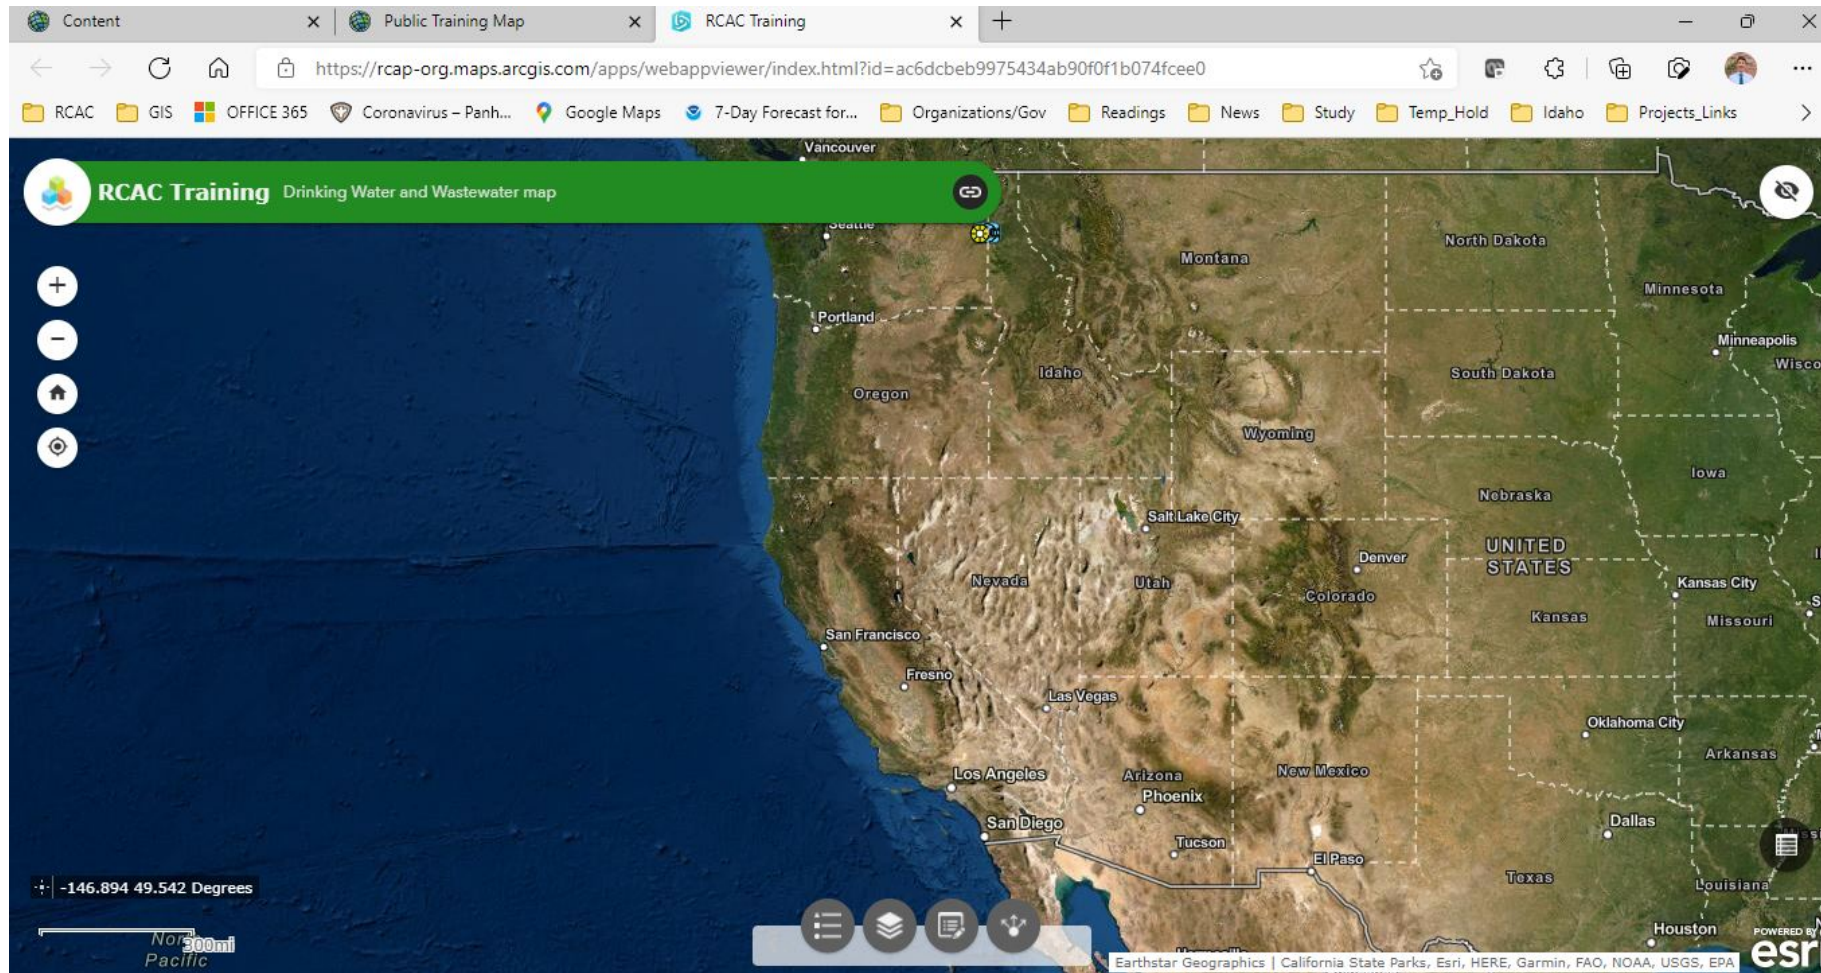 Content
Public Training Map
RCAC Training
https://rcap-org.maps.arcgis.com/apps/webappviewer/index.html?id=ac6dcbeb9975434ab90f0f1b074fcee0
RCAC GIS OFFICE 365 Coronavirus – Panh... Google Maps 7-Day Forecast for... Organizations/Gov Readings News Study Temp_Hold Idaho Projects_Links
RCAC Training Drinking Water and Wastewater map
Vancouver
Seattle
North Dakota
Montana
Minnesota
Portland
Minneapolis
Wisco
Idaho
South Dakota
Oregon
Wyoming
Iowa
Nebraska
Salt Lake City
UNITED
STATES
Denver
Nevada
Utah
Colorado
Kansas City
Kansas
Missouri
San Francisco
Fresno
Las Vegas
Oklahoma City
Arkansas
Los Angeles
Arizona
New Mexico
Phoenix
San Diego
Dallas
Tucson
El Paso
Texas
Louisiana
-146.894 49.542 Degrees
300mi
Pacific
Houston
POWERED BY
esri
Earthstar Geographics | California State Parks, Esri, HERE, Garmin, FAO, NOAA, USGS, EPA